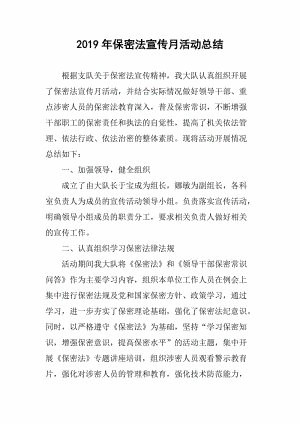 2019年保密法宣传月活动总结
根据支队关于保密法宣传精神，我大队认真组织开展
了保密法宣传月活动，并结合实际情况做好领导干部、重
点涉密人员的保密法教育深入，普及保密常识，不断增强
干部职工的保密责任和执法的自觉性，提高了机关依法管
理、依法行政、依法治密的整体素质。现将活动开展情况
总结如下：
一、加强领导，健全组织
成立了由大队长于宝成为组长，娜敏为副组长，各科
室负责人为成员的宣传活动领导小组。负责落实宣传活动，
明确领导小组成员的职责分工，要求相关负责人做好相关
的宣传工作。
二、认真组织学习保密法律法规
活动期间我大队将《保密法》和《领导干部保密常识
问答》作为主要学习内容，组织本单位工作人员在例会上
集中进行保密法规及党和国家保密方针、政策学习，通过
学习，进一步夯实了保密理论基础，强化了保密法纪意识。
同时，以严格遵守《保密法》为基础，坚持“学习保密知
识，增强保密意识，提高保密水平”的活动主题，集中开
展《保密法》专题讲座培训，组织涉密人员观看警示教育
片，强化对涉密人员的管理和教育，强化技术防范能力，